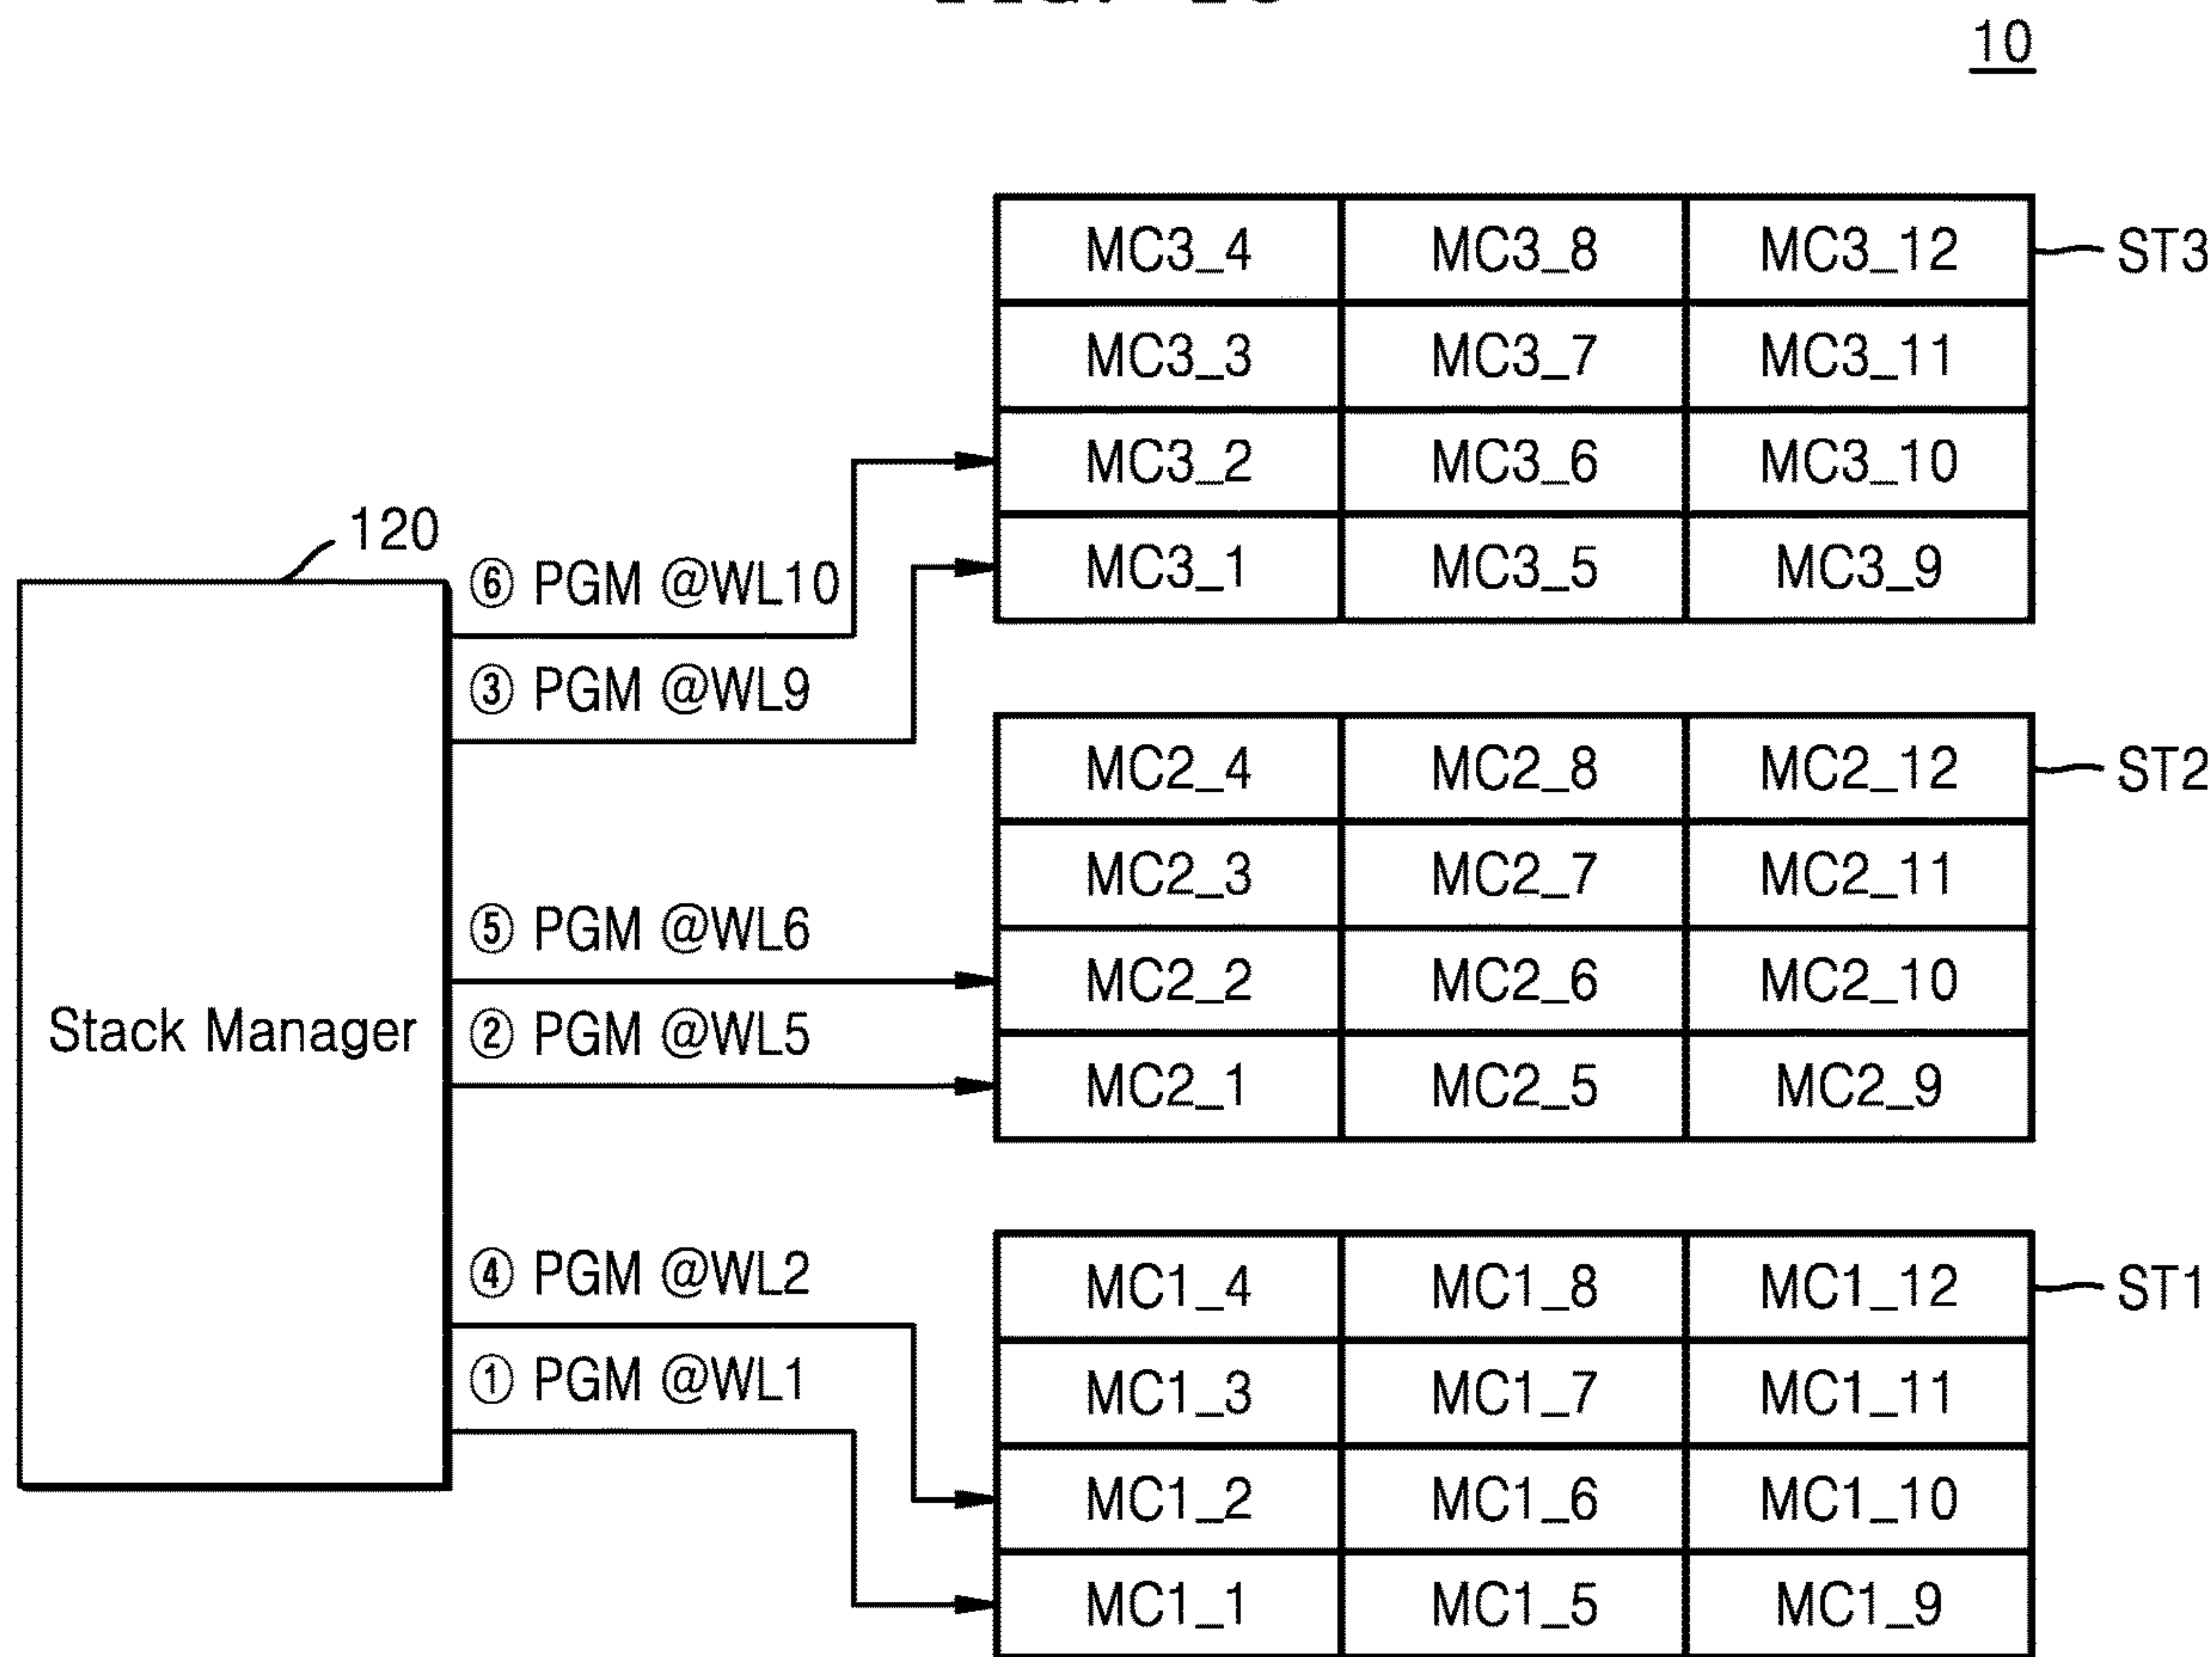 10
MC3_4 MC3_8 MC3_12 ST3
MC3_3 MC3_7 MC3_11
MC3_2 MC3_6 MC3_10
120
⑥ PGM @WL10
MC3_1 MC3_5 MC3_9
③ PGM @WL9
MC2_4 MC2_8 MC2_12 ST2
MC2_3 MC2_7 MC2_11
⑤ PGM @WL6
MC2_2 MC2_6 MC2_10
Stack Manager
② PGM @WL5
MC2_1 MC2_5 MC2_9
④ PGM @WL2
MC1_4 MC1_8 MC1_12 ST1
① PGM @WL1
MC1_3 MC1_7 MC1_11
MC1_2 MC1_6 MC1_10
MC1_1 MC1_5 MC1_9